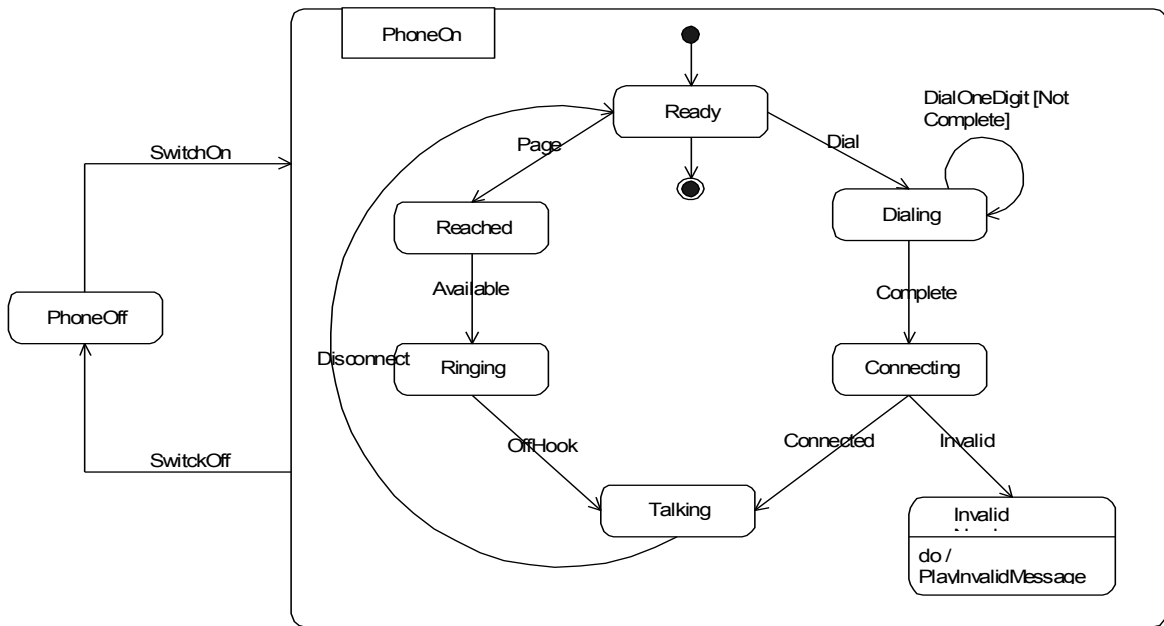 PhoneOn
Ready
DialOneDigit [Not
Complete]
Page
Dial
SwitchOn
Reached
Dialing
Available
Complete
PhoneOff
Disconnect
Ringing
Connecting
OffHook
Connected
Invalid
SwitckOff
Talking
Invalid
do /
PlayInvalidMessage